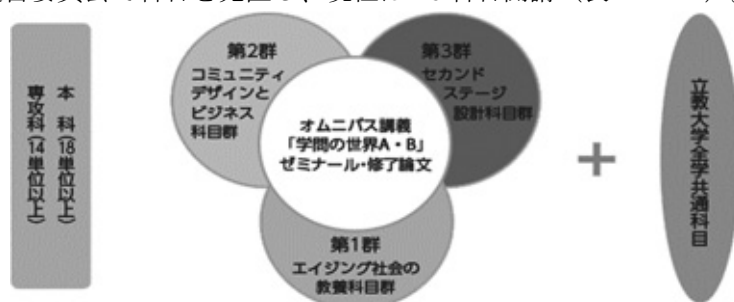 本　科（18単位以上）
専攻科（14単位以上）
第2群
コミュニティ
デザインと
ビジネス
科目群
第3群
セカンド
ステージ
設計科目群
オムニバス講義
「学問の世界A・B」
ゼミナール・修了論文
第1群
エイジング社会の
教養科目群
＋
立教大学全学共通科目